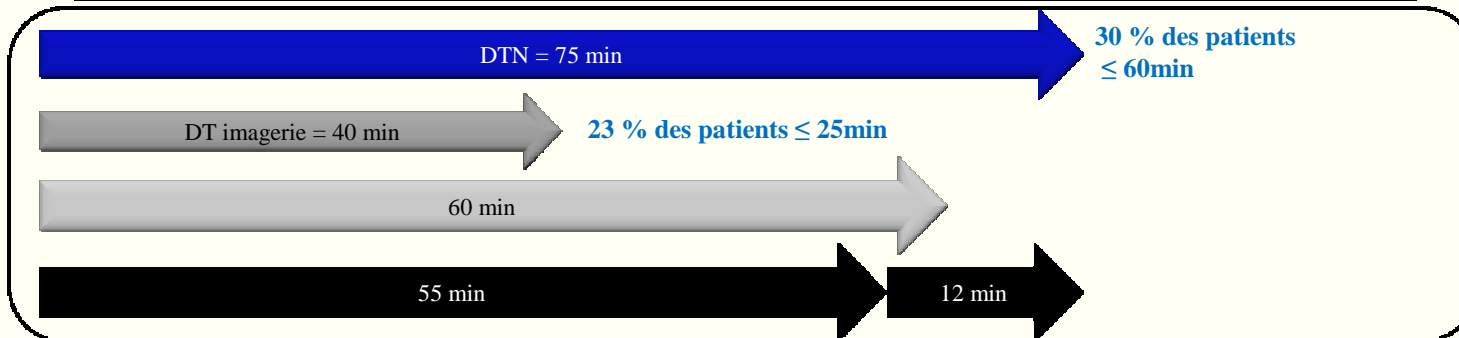 DTN = 75 min
30 % des patients
≤ 60min
DT imagerie = 40 min
23 % des patients ≤ 25min
60 min
55 min
12 min